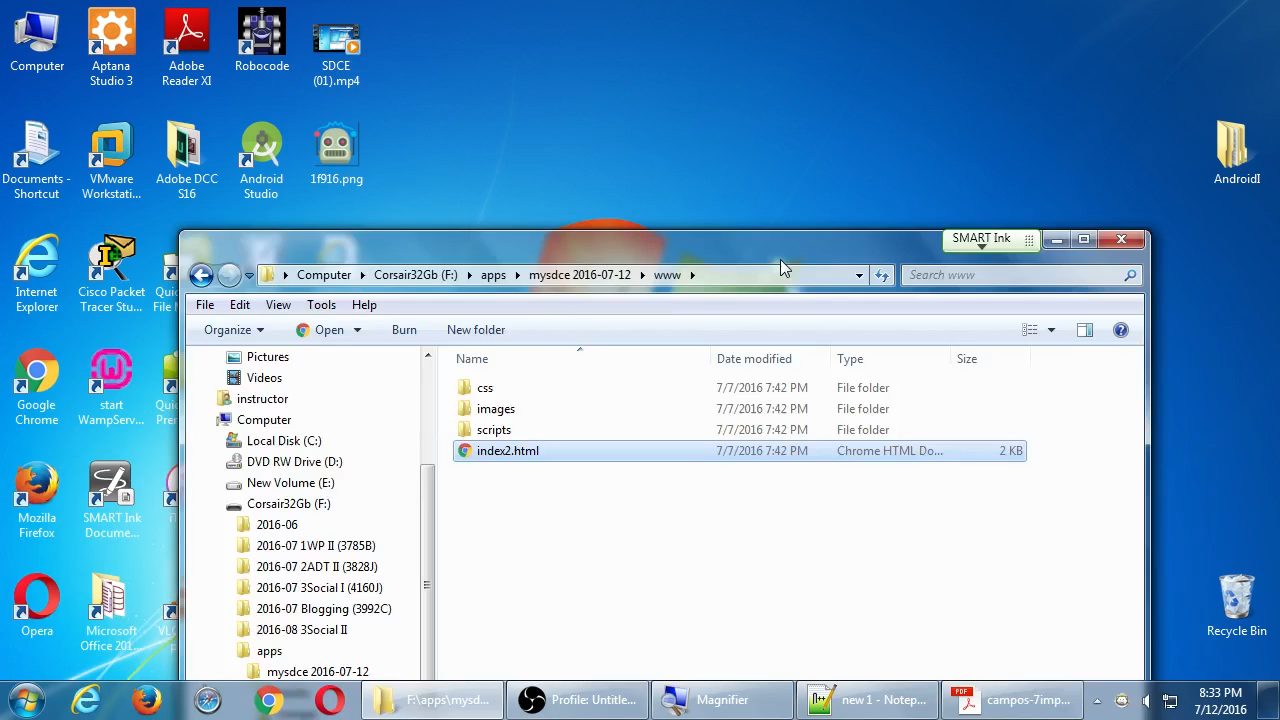 Computer
Aptana
Studio 3
Adobe
Reader XI
Robocode
SDCE
(01).mp4
Documents -
Shortcut
VMware
Workstati...
Adobe DCC
S16
Android
Studio
1f916.png
AndroidI
Internet
Explorer
Cisco Packet
Tracer Stu...
Google
Chrome
start
WampServ...
Mozilla
Firefox
SMART Ink
Docume...
Opera
Microsoft
Office 201...
Recycle Bin
SMART Ink
Computer
Corsair32Gb (F:)
apps
mysdce 2016-07-12
www
Search www
File Edit View Tools Help
Organize Open Burn New folder
Name Date modified Type Size
css 7/7/2016 7:42 PM File folder
images 7/7/2016 7:42 PM File folder
scripts 7/7/2016 7:42 PM File folder
index2.html 7/7/2016 7:42 PM Chrome HTML Do... 2 KB
Pictures
Videos
instructor
Computer
Local Disk (C:)
DVD RW Drive (D:)
New Volume (E:)
Corsair32Gb (F:)
2016-06
2016-07 1WP II (3785B)
2016-07 2ADT II (3828J)
2016-07 3Social I (4160J)
2016-07 Blogging (3992C)
2016-08 3Social II
apps
mysdce 2016-07-12
F:\apps\mysd...
Profile: Untitle...
Magnifier
new 1 - Notep...
PDF
campos-7imp...
8:33 PM
7/12/2016